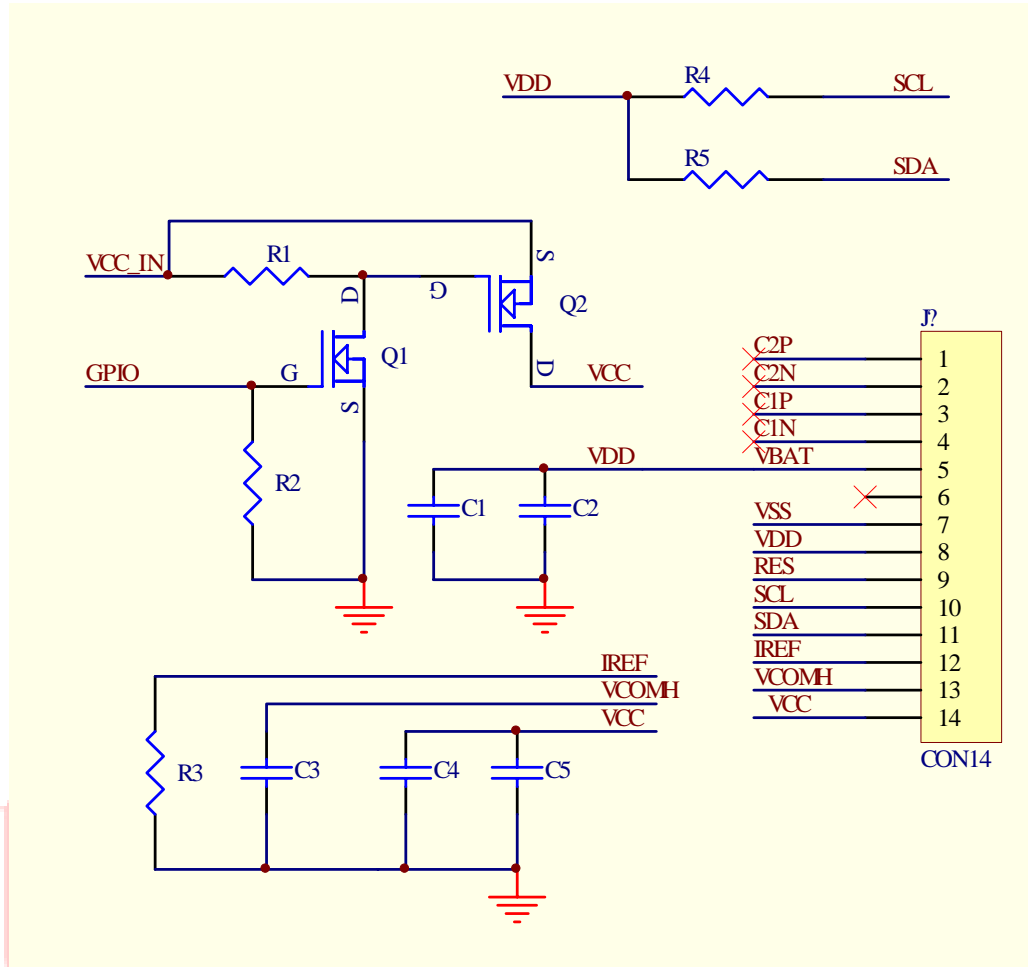 VDD
R4
SCL
R5
SDA
VCC_IN
R1
D
G
S
Q2
D
VCC
GPIO
G
Q1
S
R2
J?
C2P
1
C2N
2
C1P
3
C1N
4
VDD
VBAT
5
6
VSS
7
VDD
8
RES
9
SCL
10
SDA
11
IREF
12
VCOMH
13
VCC
14
CON14
C1
C2
IREF
VCOMH
VCC
R3
C3
C4
C5